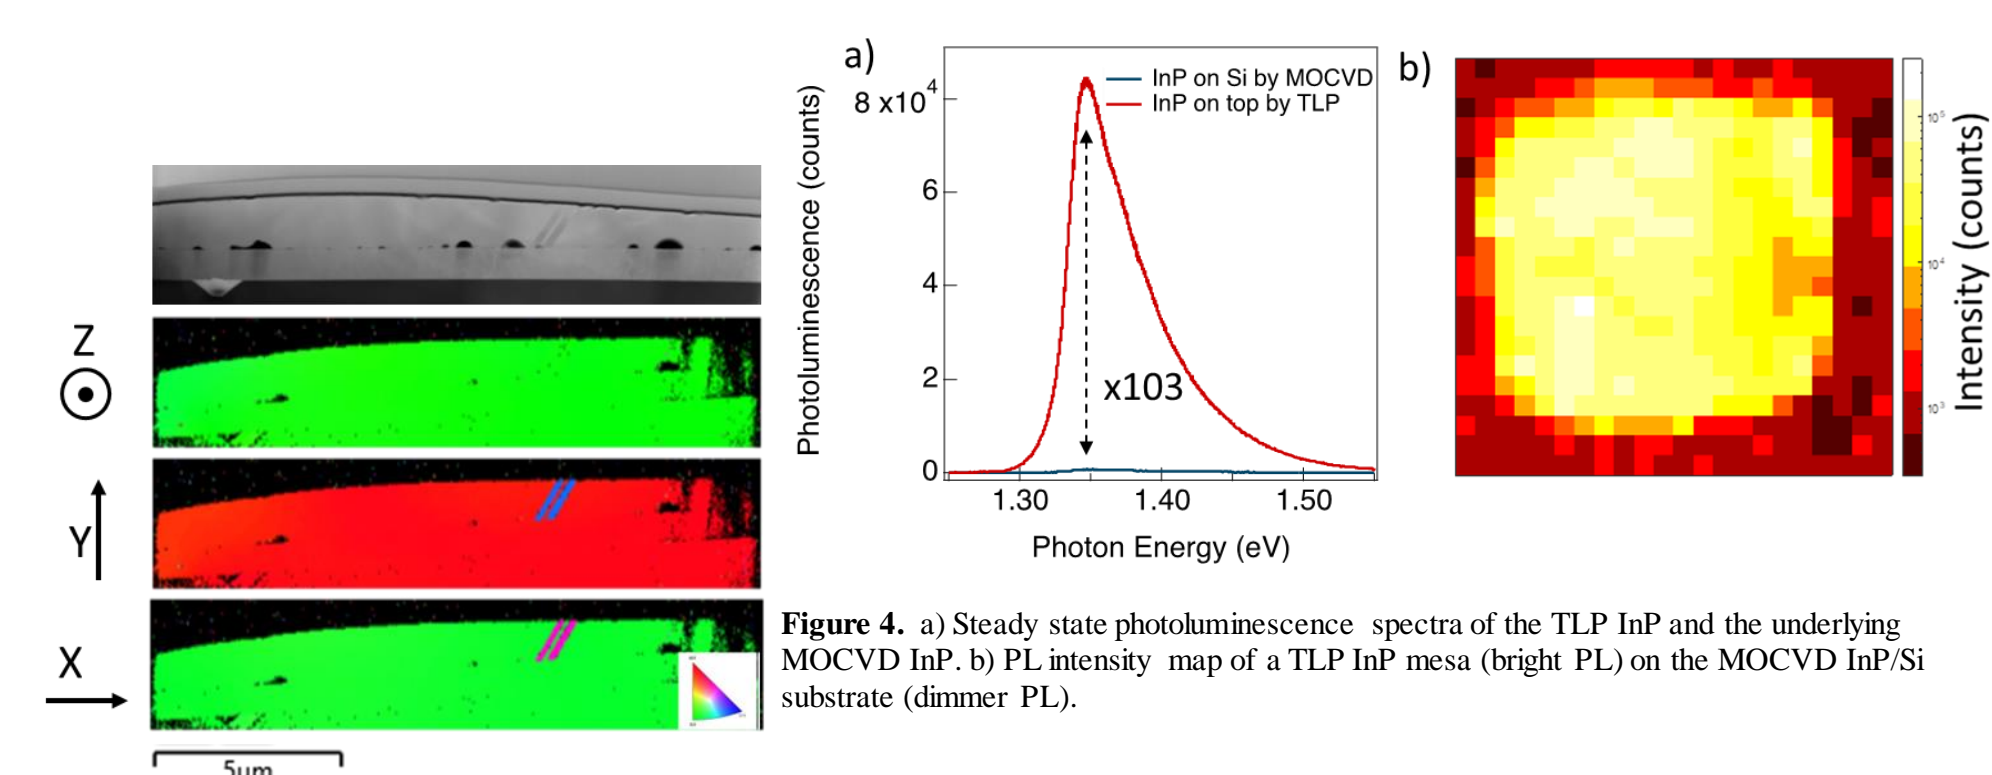 Z
Y
X
5μm
a)
InP on Si by MOCVD
InP on top by TLP
8 x10⁴
6
4
2
0
x103
1.30 1.40 1.50
Photon Energy (eV)
Photoluminescence (counts)
b)
10⁵
10⁴
10³
Intensity (counts)
Figure 4. a) Steady state photoluminescence spectra of the TLP InP and the underlying
MOCVD InP. b) PL intensity map of a TLP InP mesa (bright PL) on the MOCVD InP/Si
substrate (dimmer PL).